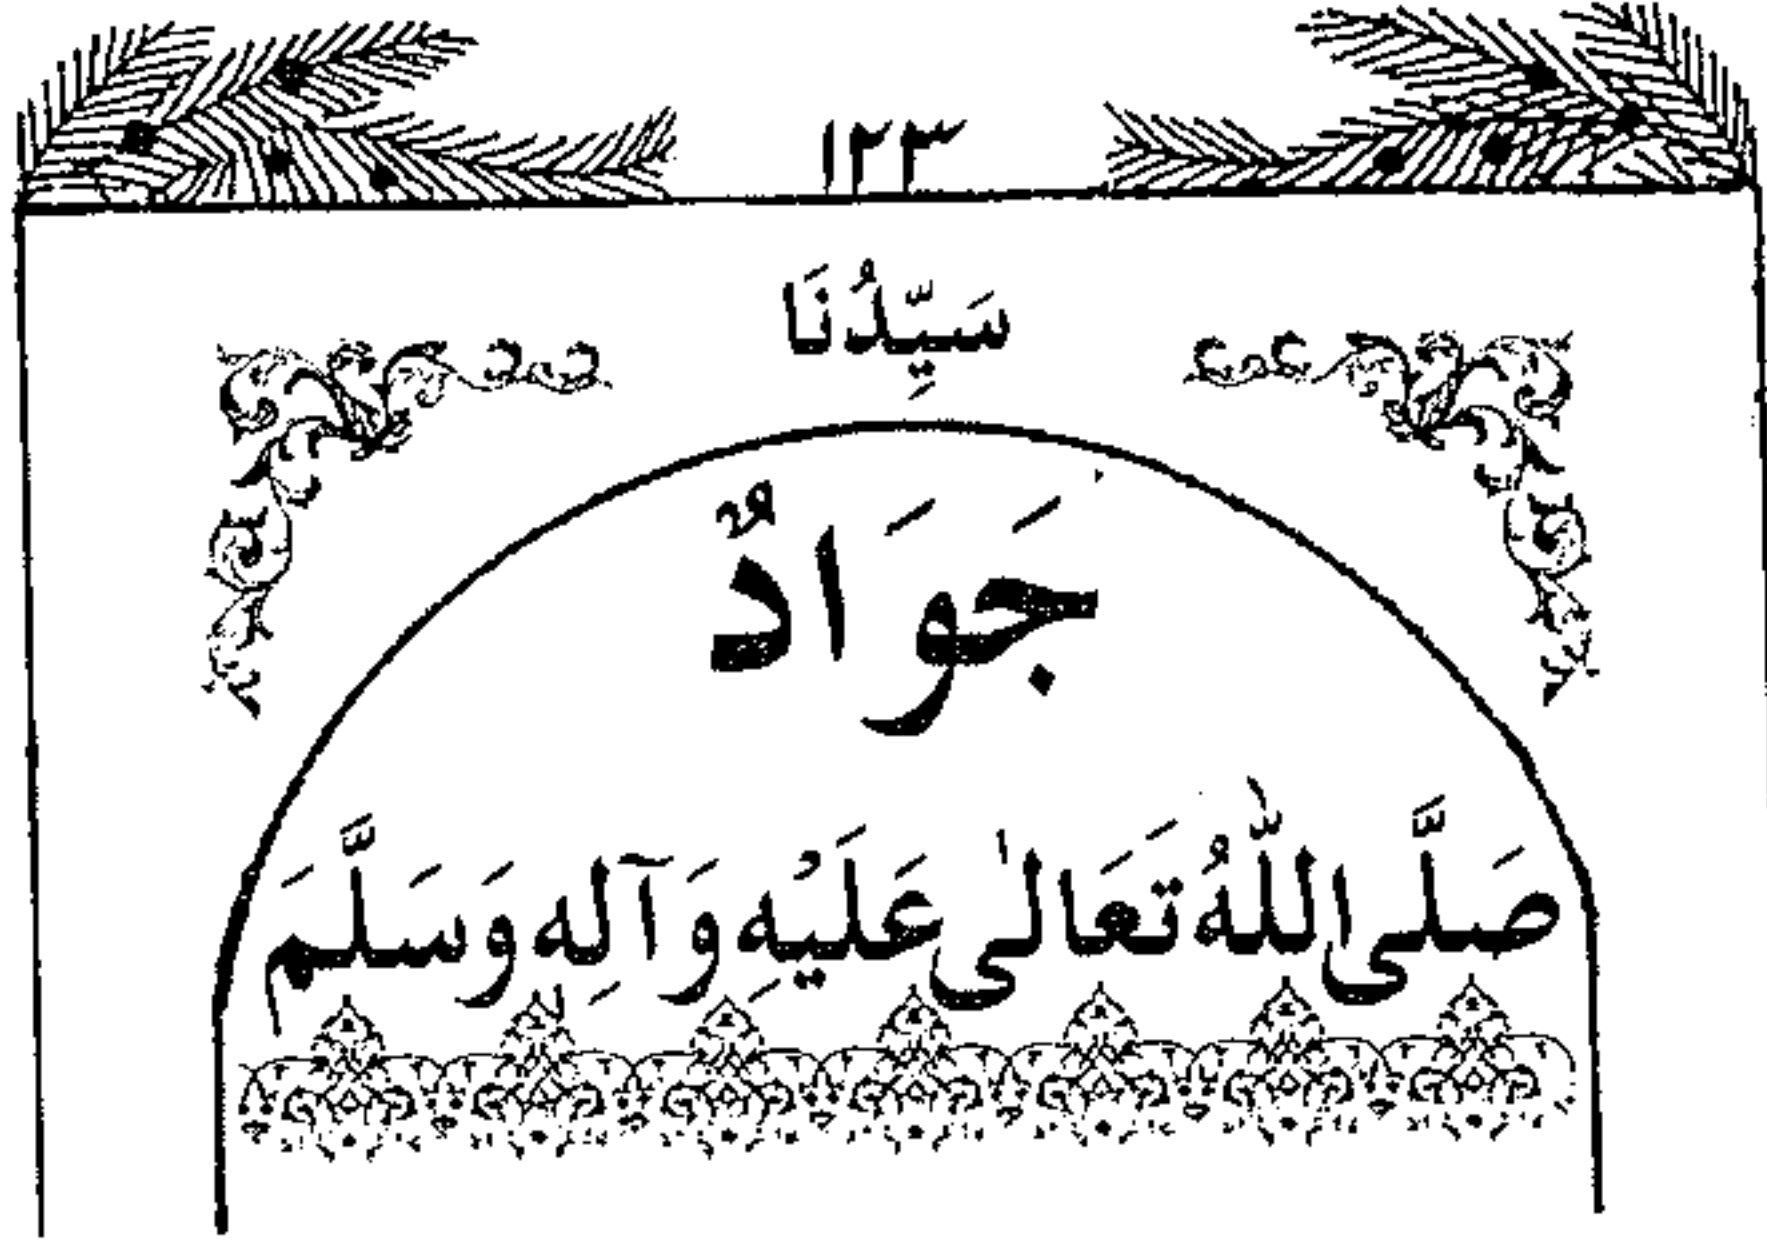 ١٢٣
سَيِّدُنَا
جَوَادٌ
صَلَّى اللّٰهُ تَعَالٰى عَلَيْهِ وَآلِهِ وَسَلَّمَ